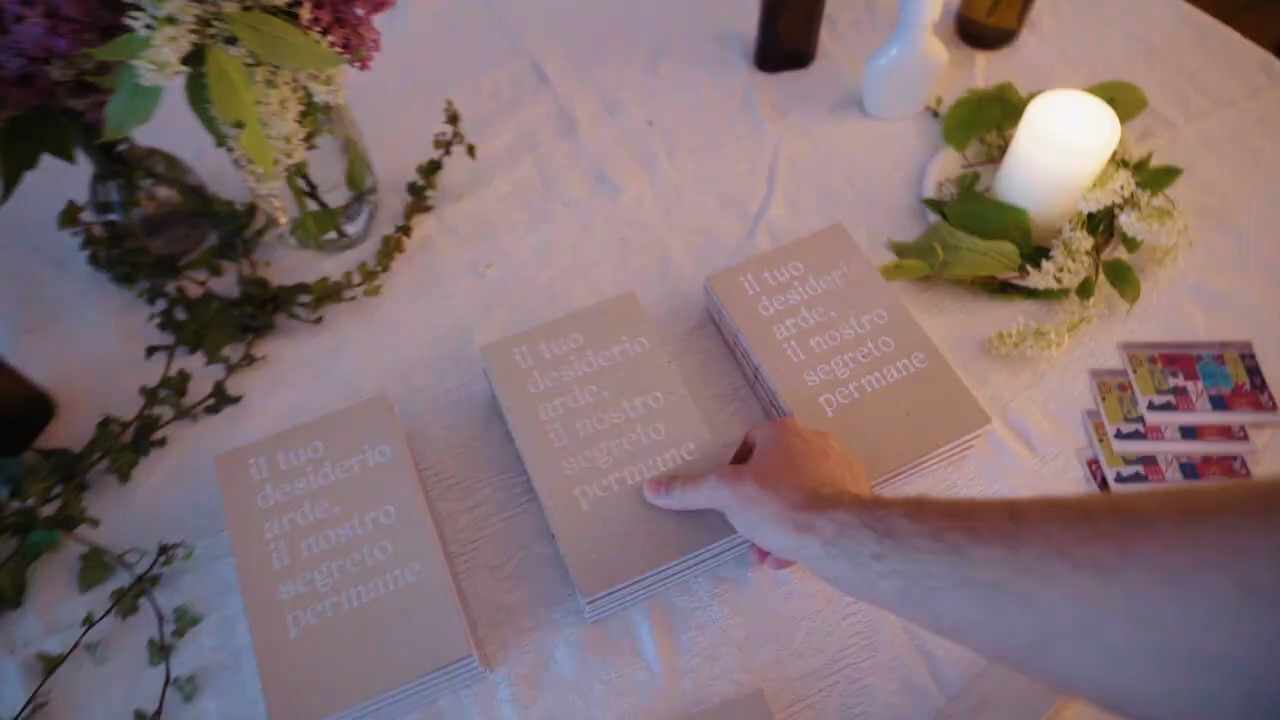 il tuo
desiderio
arde,
il nostro
segreto
permane
il tuo
desiderio
arde,
il nostro
segreto
permane
il tuo
desiderio
arde,
il nostro
segreto
permane